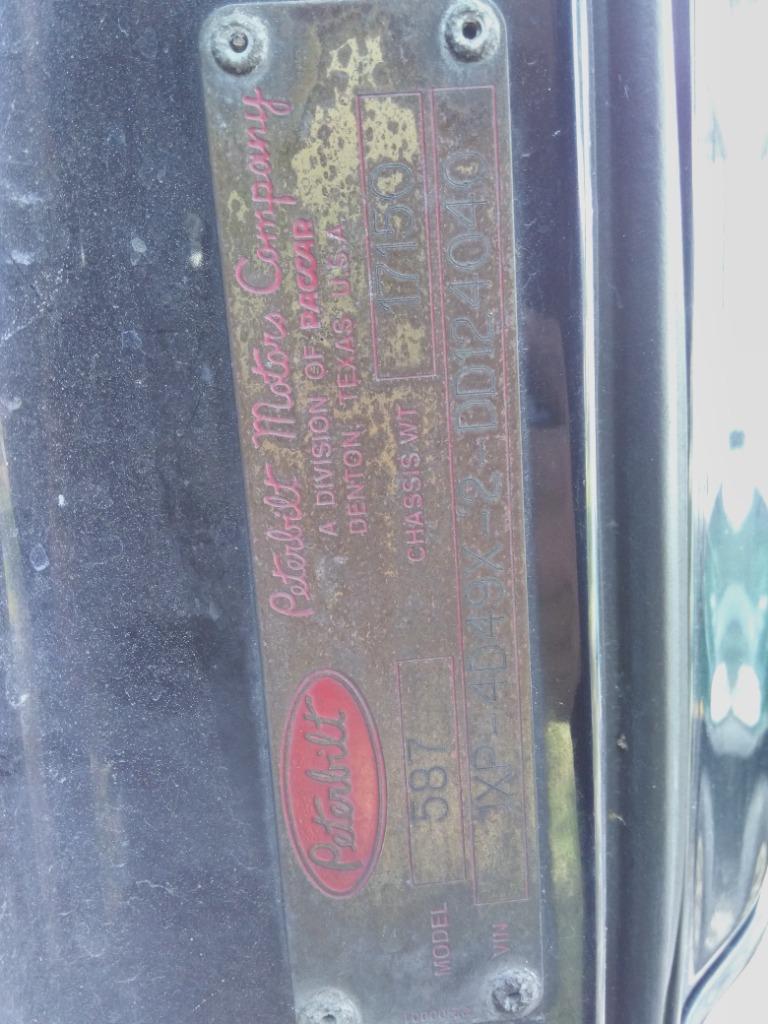 Peterbilt Motors Company
A DIVISION OF PACCAR
DENTON, TEXAS U.S.A
Peterbilt
MODEL 587 CHASSIS WT 17150
VIN 1XP-4D49X-2-DD124040